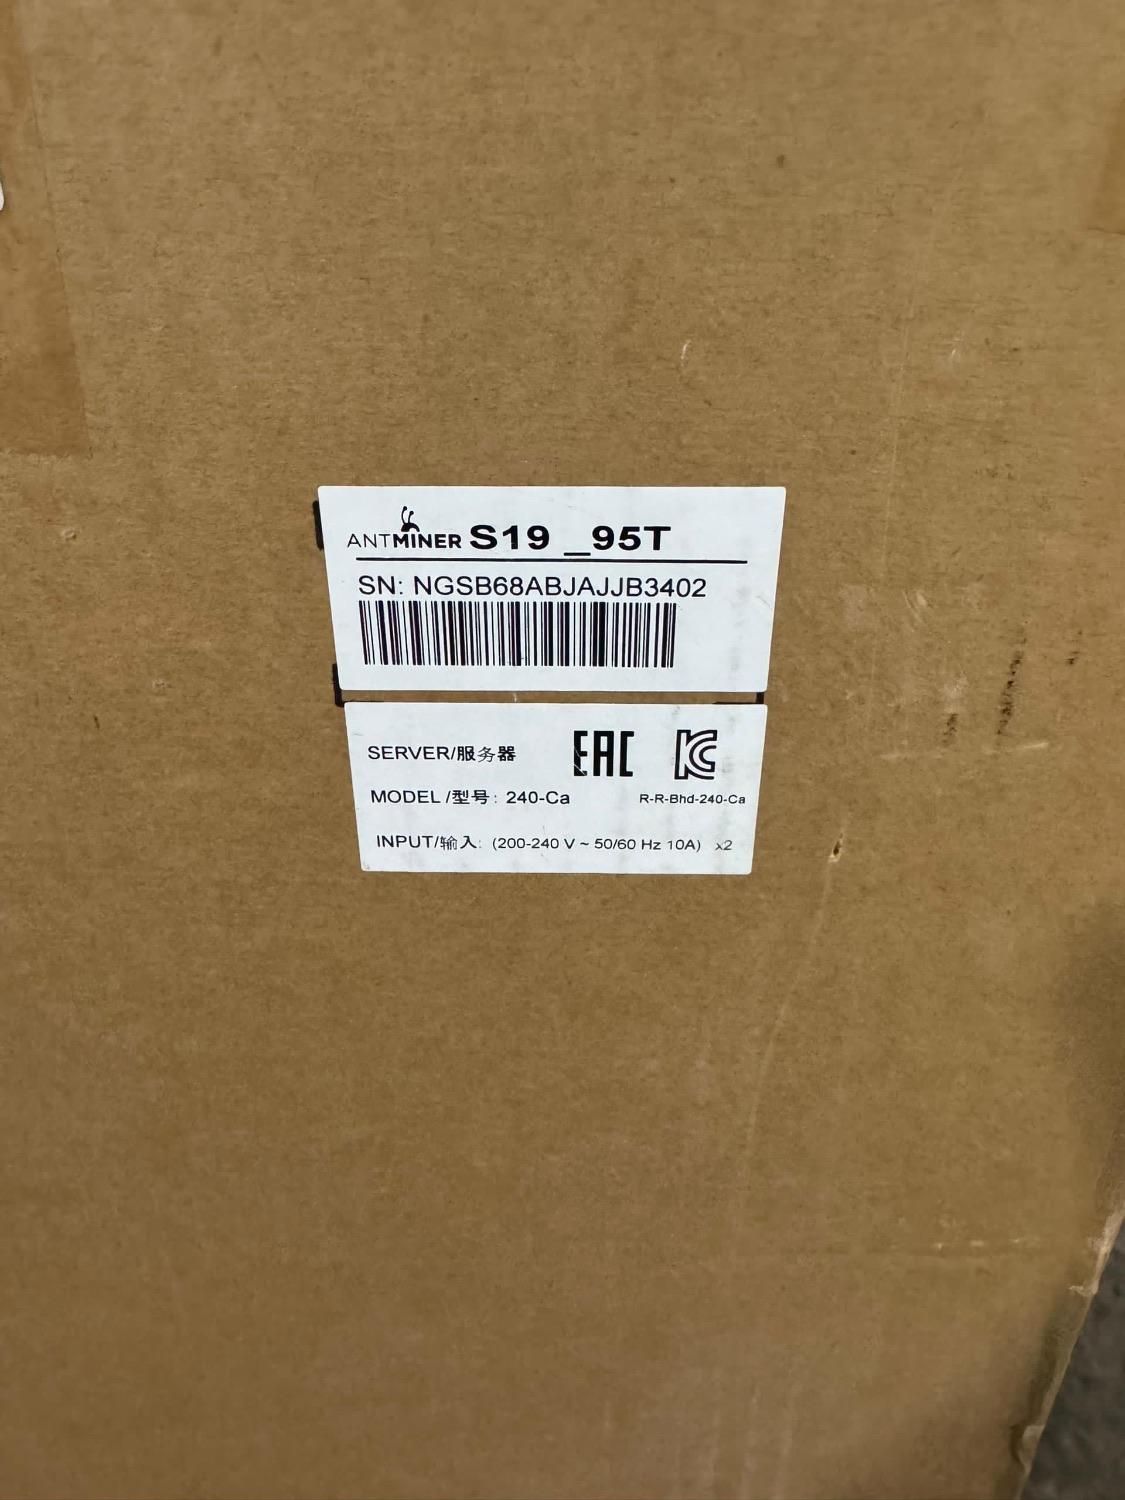 ANTMINER S19 _95T
SN: NGSB68ABJAJJB3402
SERVER/服务器
EAC KC
MODEL /型号: 240-Ca R-R-Bhd-240-Ca
INPUT/输入: (200-240 V ~ 50/60 Hz 10A) x2